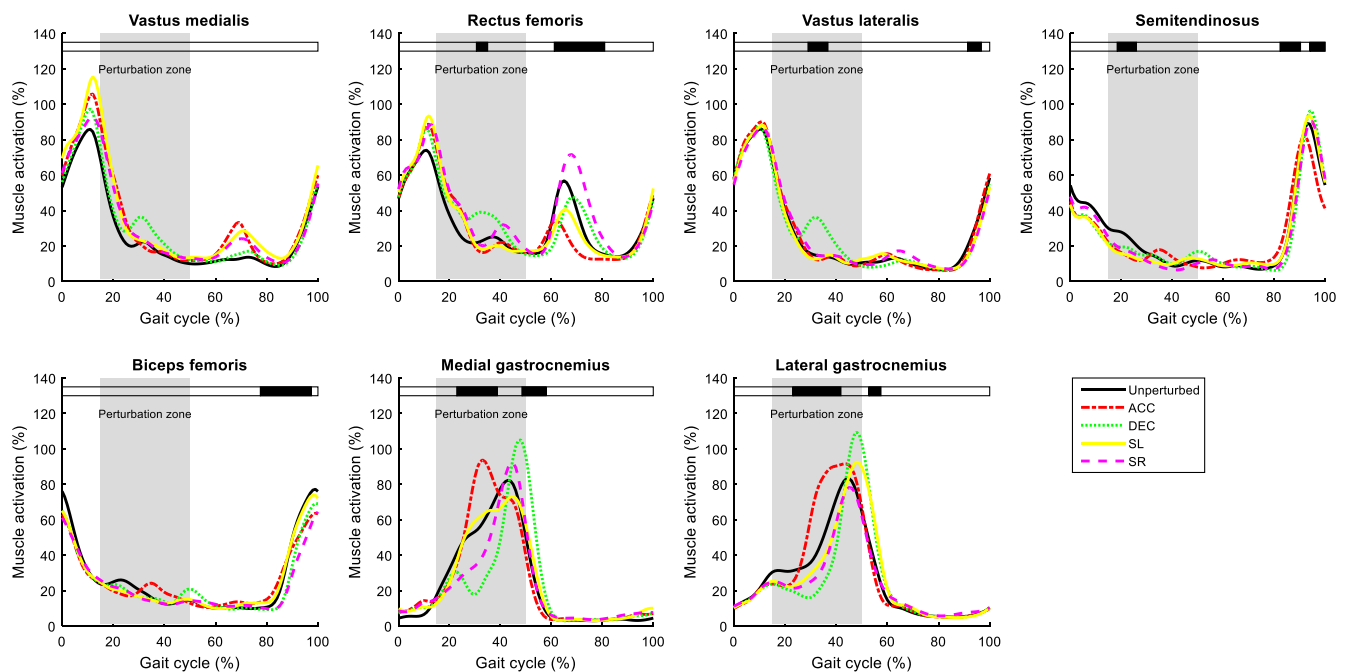 Vastus medialis
140
120
100
80
60
40
20
0
Muscle activation (%)
Perturbation zone
0 20 40 60 80 100
Gait cycle (%)
Rectus femoris
140
120
100
80
60
40
20
0
Muscle activation (%)
Perturbation zone
0 20 40 60 80 100
Gait cycle (%)
Vastus lateralis
140
120
100
80
60
40
20
0
Muscle activation (%)
Perturbation zone
0 20 40 60 80 100
Gait cycle (%)
Semitendinosus
140
120
100
80
60
40
20
0
Muscle activation (%)
Perturbation zone
0 20 40 60 80 100
Gait cycle (%)
Biceps femoris
140
120
100
80
60
40
20
0
Muscle activation (%)
Perturbation zone
0 20 40 60 80 100
Gait cycle (%)
Medial gastrocnemius
140
120
100
80
60
40
20
0
Muscle activation (%)
Perturbation zone
0 20 40 60 80 100
Gait cycle (%)
Lateral gastrocnemius
140
120
100
80
60
40
20
0
Muscle activation (%)
Perturbation zone
0 20 40 60 80 100
Gait cycle (%)
Unperturbed
ACC
DEC
SL
SR